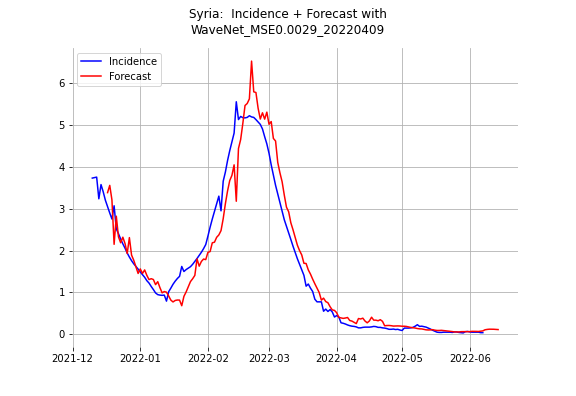 Syria:  Incidence + Forecast with
WaveNet_MSE0.0029_20220409
Incidence
Forecast
6
5
4
3
2
1
0
2021-12 2022-01 2022-02 2022-03 2022-04 2022-05 2022-06